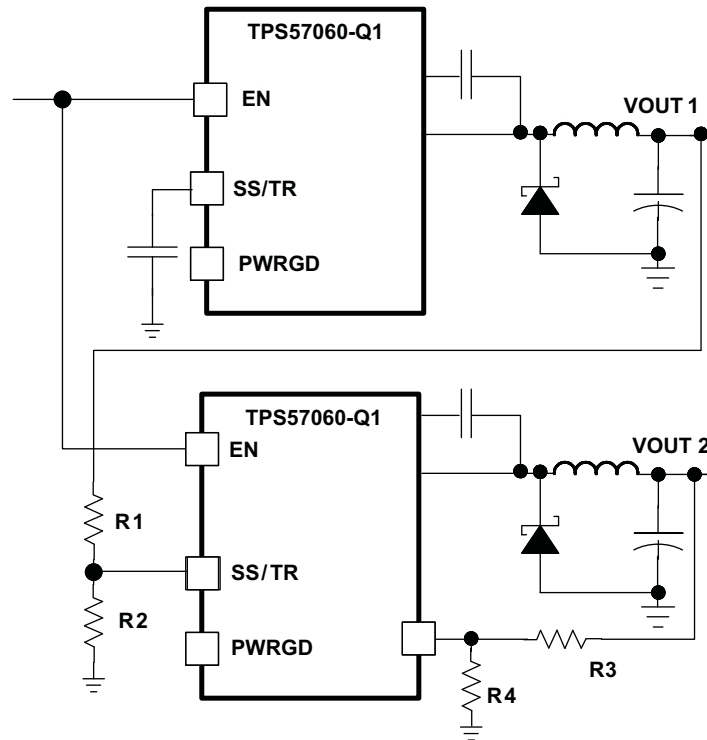 TPS57060-Q1
EN
VOUT 1
SS/TR
PWRGD
TPS57060-Q1
EN
VOUT 2
R1
SS/TR
R2
PWRGD
R3
R4